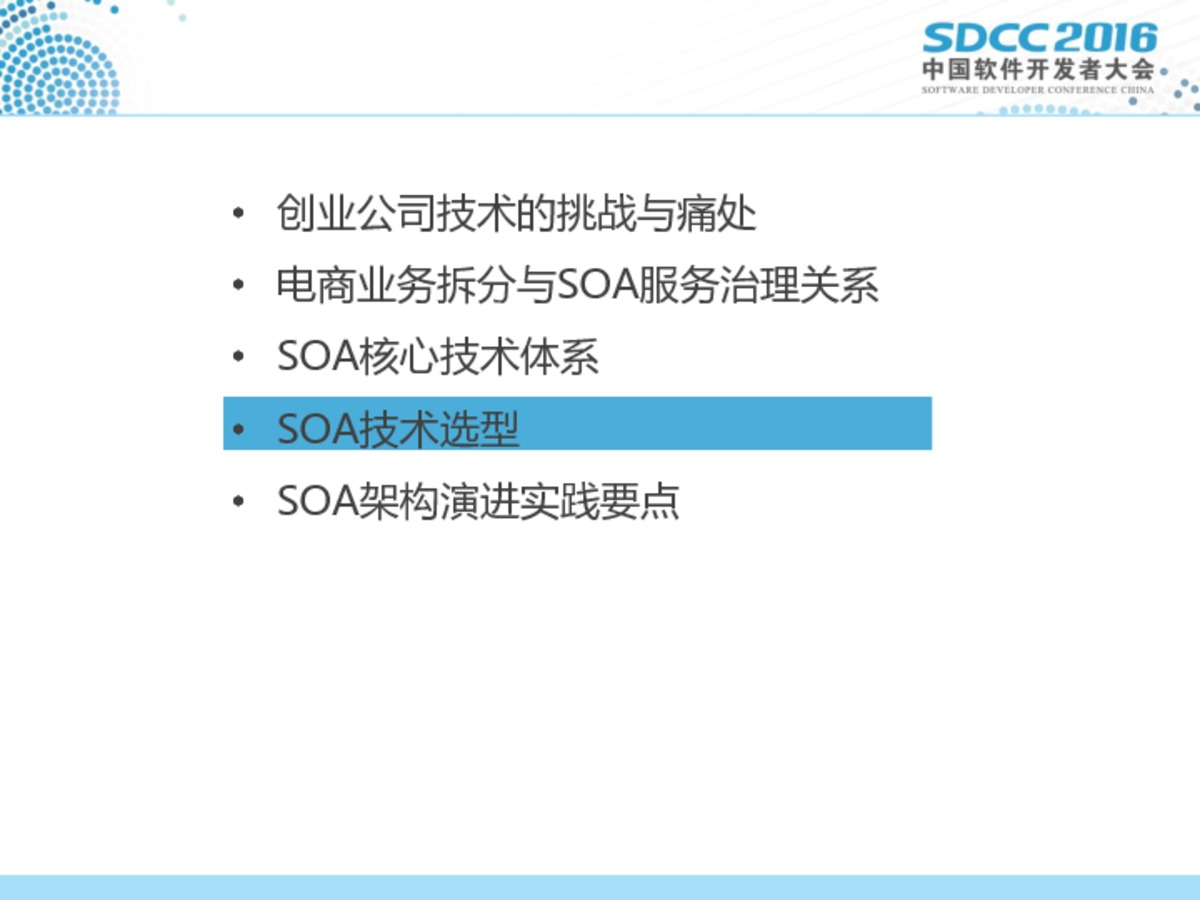 SDCC 2016
中国软件开发者大会
SOFTWARE DEVELOPER CONFERENCE CHINA
• 创业公司技术的挑战与痛处
• 电商业务拆分与SOA服务治理关系
• SOA核心技术体系
• SOA技术选型
• SOA架构演进实践要点